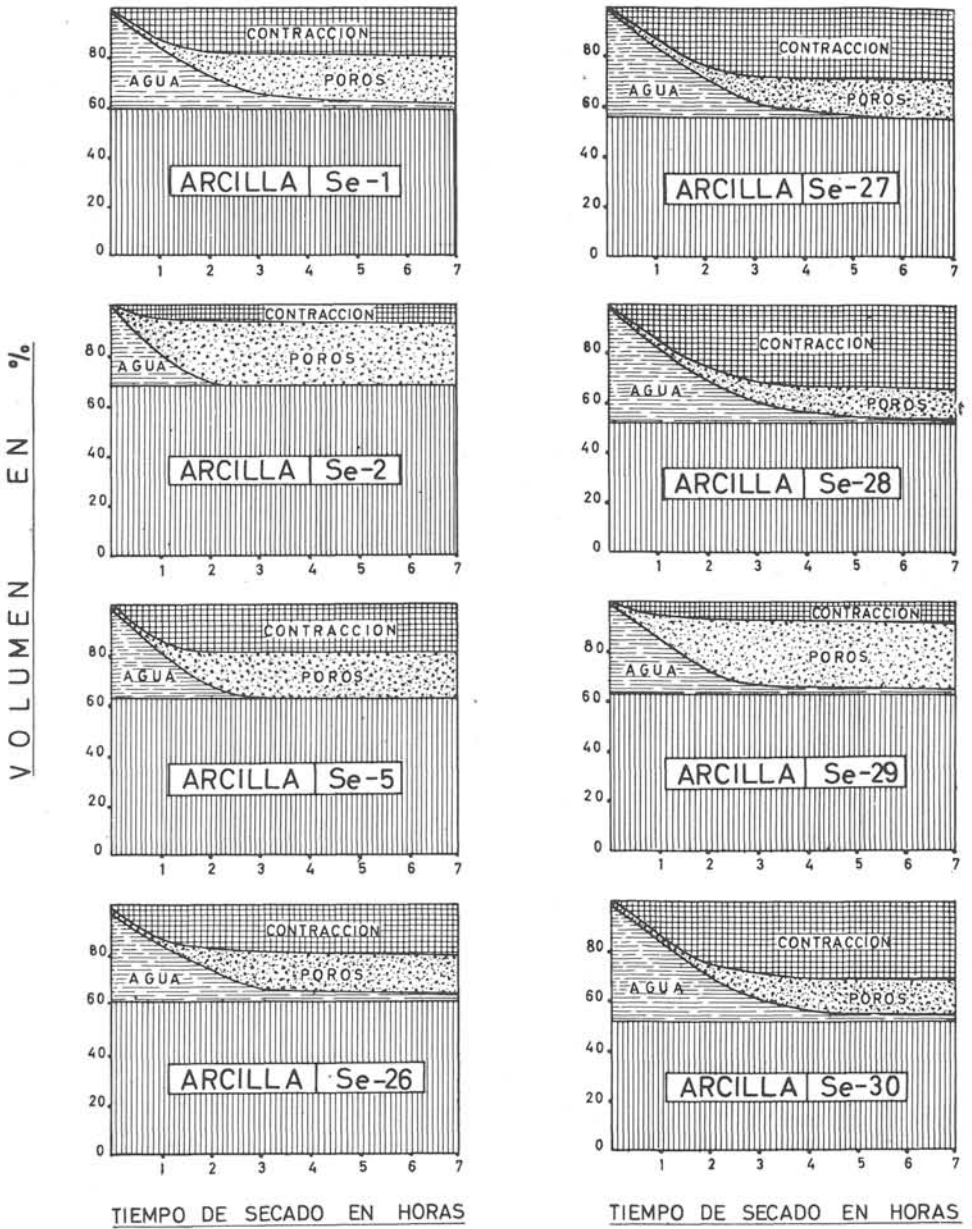 VOLUMEN EN %
CONTRACCION
AGUA
POROS
ARCILLA Se-1
80
60
40
20
0
1 2 3 4 5 6 7
CONTRACCION
AGUA
POROS
ARCILLA Se-2
80
60
40
20
0
1 2 3 4 5 6 7
CONTRACCION
AGUA
POROS
ARCILLA Se-5
80
60
40
20
0
1 2 3 4 5 6 7
CONTRACCION
AGUA
POROS
ARCILLA Se-26
80
60
40
20
0
1 2 3 4 5 6 7
TIEMPO DE SECADO EN HORAS
CONTRACCION
AGUA
POROS
ARCILLA Se-27
80
60
40
20
0
1 2 3 4 5 6 7
CONTRACCION
AGUA
POROS
ARCILLA Se-28
80
60
40
20
0
1 2 3 4 5 6 7
CONTRACCION
AGUA
POROS
ARCILLA Se-29
80
60
40
20
0
1 2 3 4 5 6 7
CONTRACCION
AGUA
POROS
ARCILLA Se-30
80
60
40
20
0
1 2 3 4 5 6 7
TIEMPO DE SECADO EN HORAS